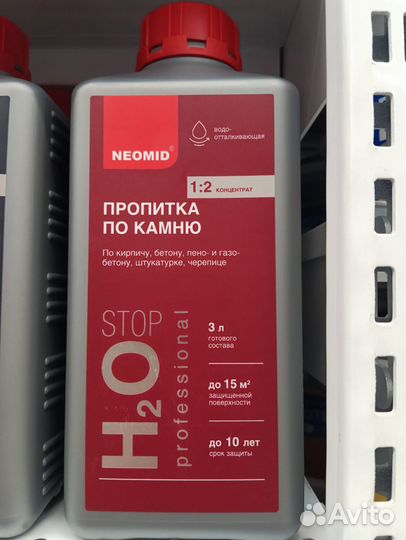 NEOMID®
водо-
отталкивающая
1:2 КОНЦЕНТРАТ
ПРОПИТКА
ПО КАМНЮ
По кирпичу, бетону, пено- и газо-
бетону, штукатурке, черепице
STOP
H2O
professional
3 л
готового
состава
до 15 м²
защищенной
поверхности
до 10 лет
срок защиты
Avito